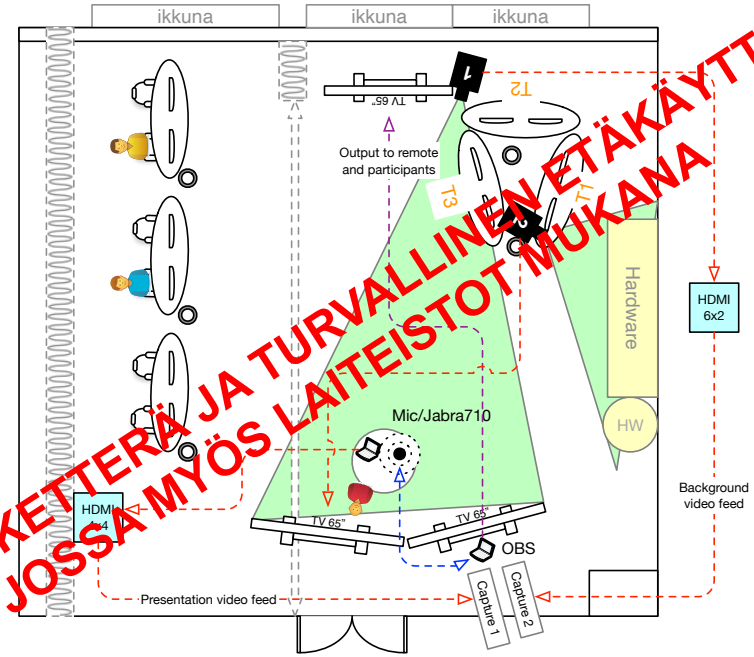 ikkuna
ikkuna
ikkuna
1
TV 65"
T2
Output to remote
and participants
T3
T1
2
Hardware
HDMI
6x2
HW
Mic/Jabra710
KETTERÄ JA TURVALLINEN ETÄKÄYTT
JOSSA MYÖS LAITEISTOT MUKANA
HDMI
4x4
TV 65"
TV 65"
OBS
Background
video feed
Presentation video feed
Capture 1
Capture 2